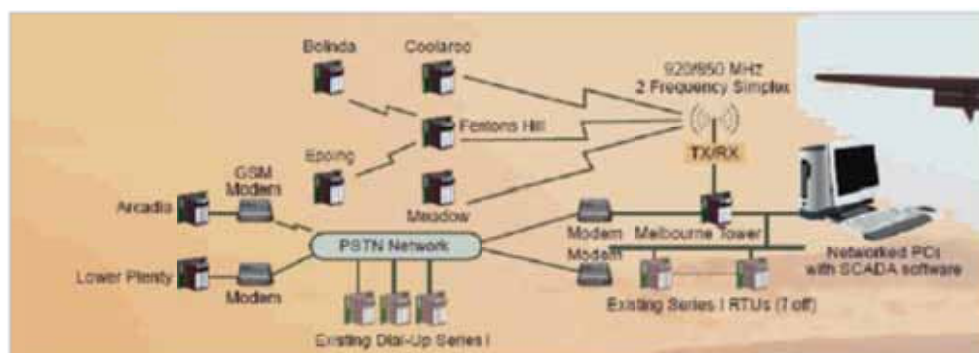 Bolinda
Coolaroo
920/850 MHz
2 Frequency Simplex
Fentons Hill
TX/RX
Epping
GSM
Modem
Arcadia
Meadow
PSTN Network
Modem
Melbourne Tower
Modem
Networked PCs
with SCADA software
Lower Plenty
Modem
Existing Series I RTUs (7 off)
Existing Dial-Up Series I